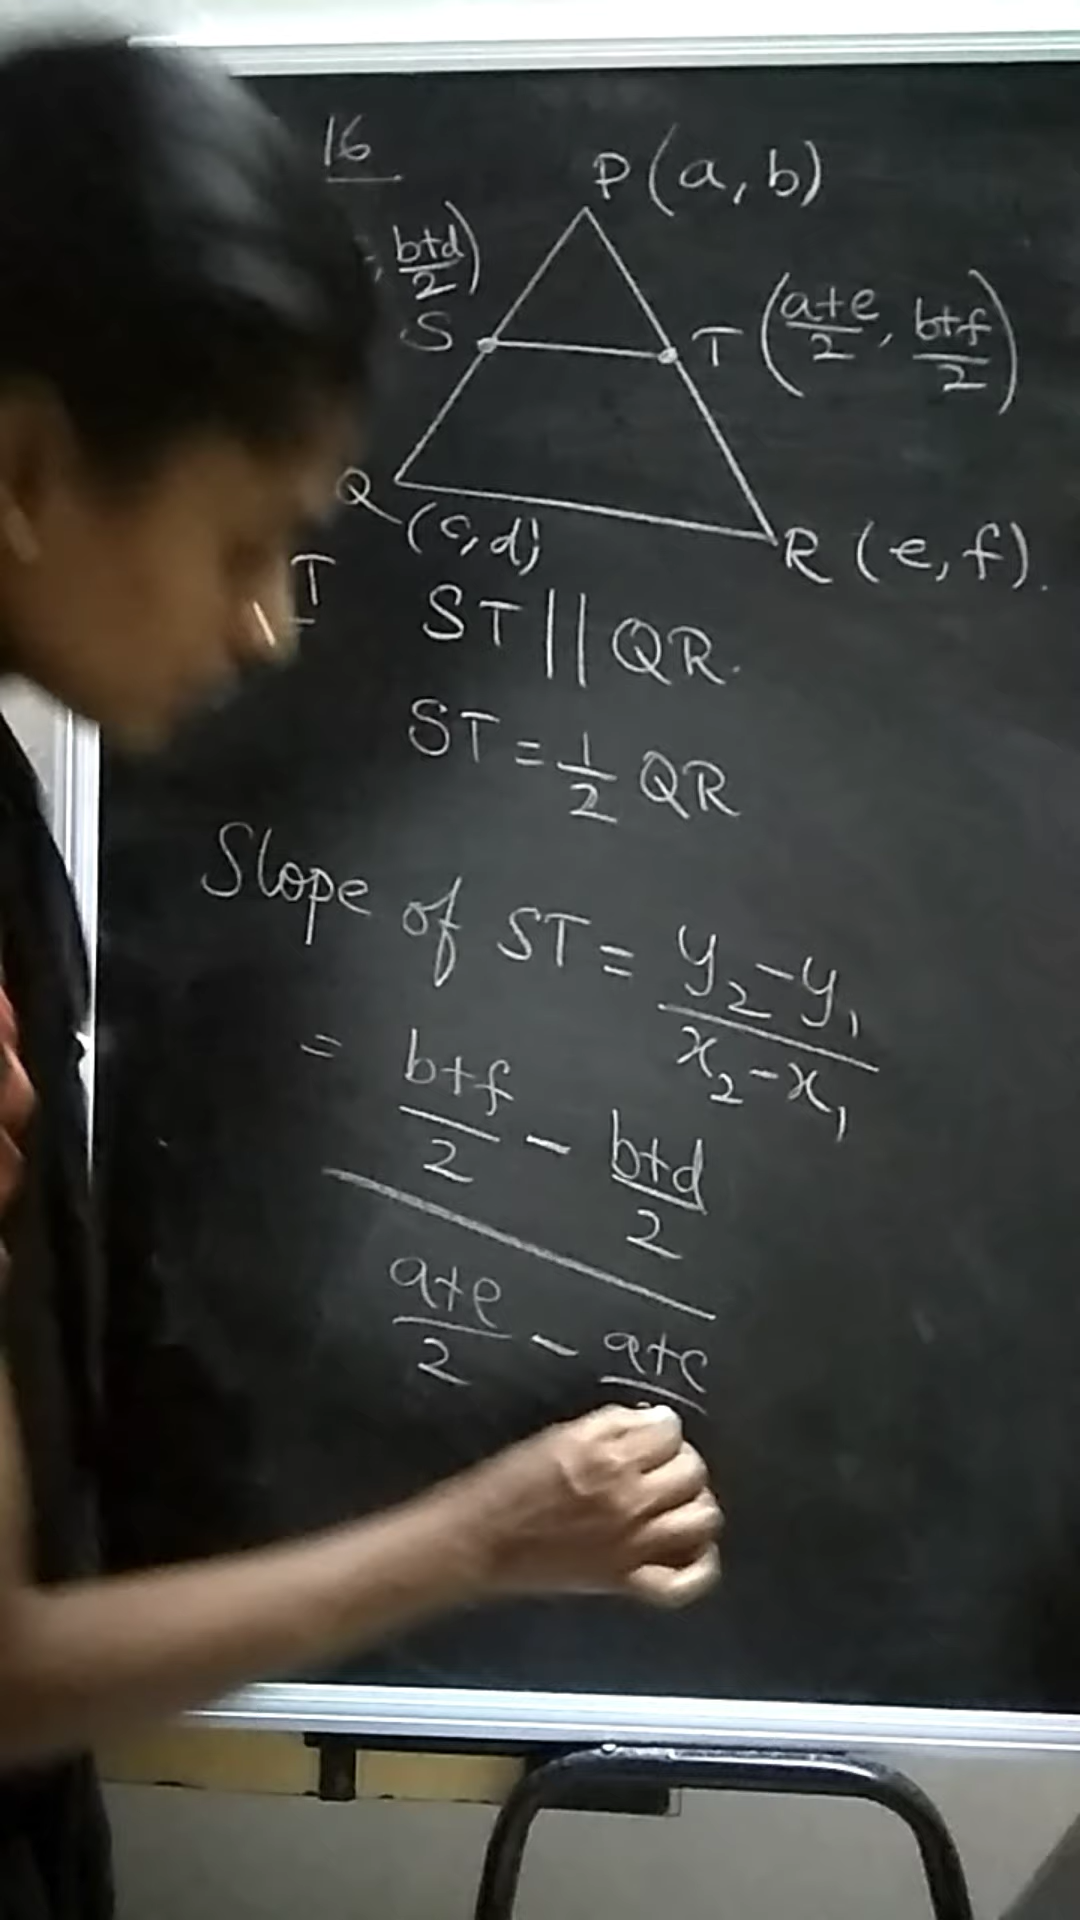 16
P(a, b)
, b+d/2)
S
T (a+e/2, b+f/2)
Q (c, d)
R (e, f).
T
ST || QR.
ST = 1/2 QR
Slope of ST = y₂ - y₁ / x₂ - x₁
= b+f/2 - b+d/2
a+e/2 - a+c